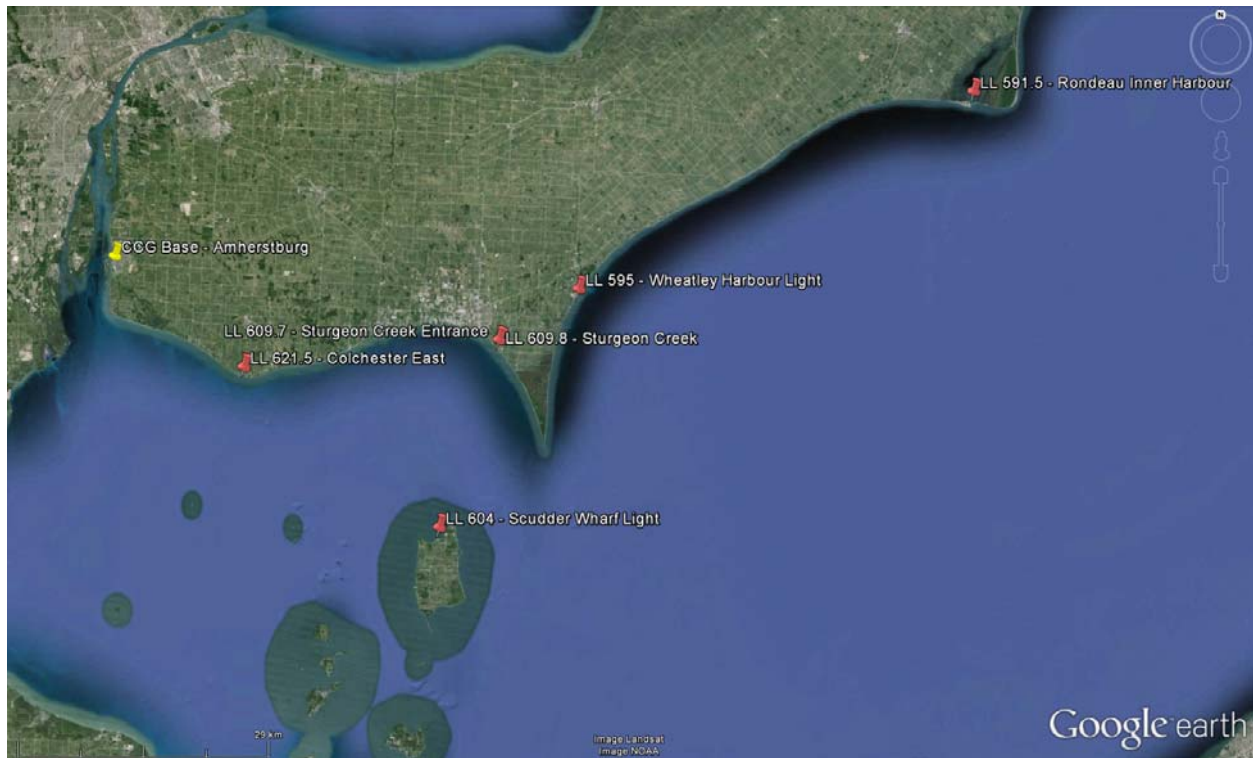 N
LL 591.5 - Rondeau Inner Harbour
CCG Base - Amherstburg
LL 595 - Wheatley Harbour Light
LL 609.7 - Sturgeon Creek Entrance
LL 609.8 - Sturgeon Creek
LL 621.5 - Colchester East
LL 604 - Scudder Wharf Light
29 km
Image Landsat
Image NOAA
Google earth